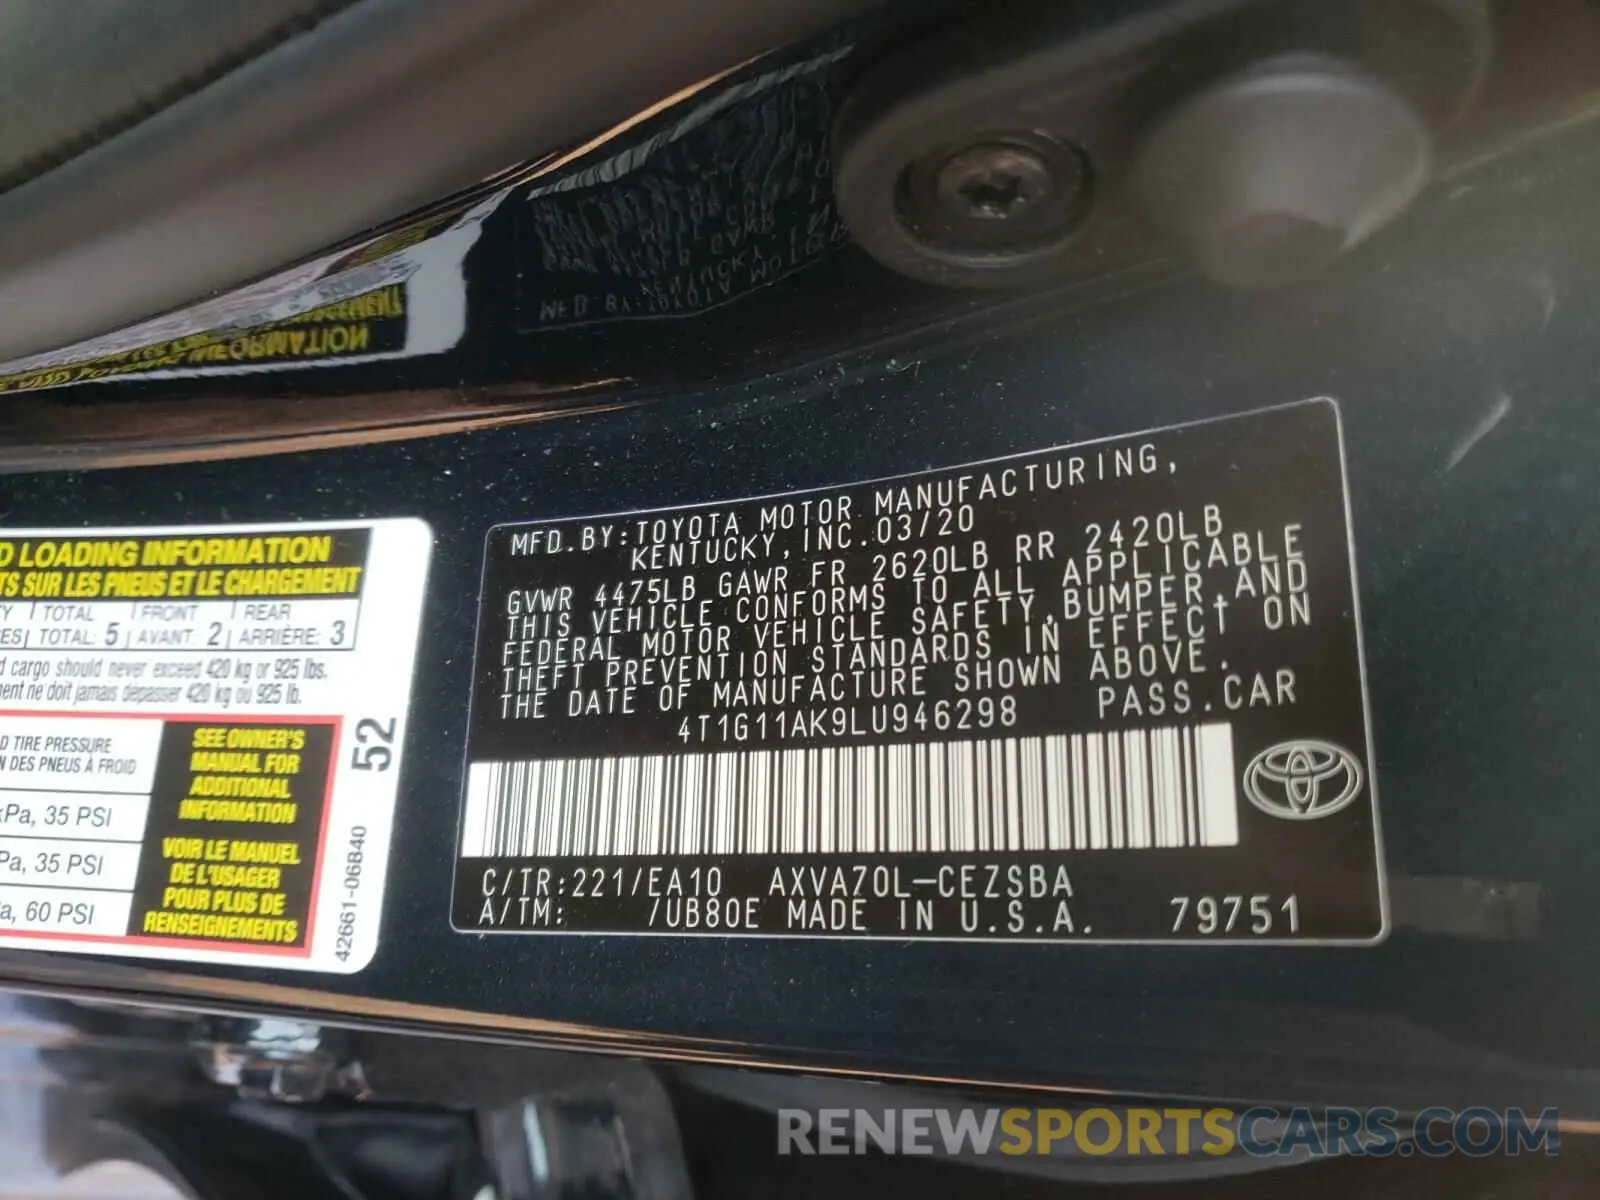 D LOADING INFORMATION
TS SUR LES PNEUS ET LE CHARGEMENT
TY TOTAL FRONT REAR
ES TOTAL: 5 AVANT: 2 ARRIÈRE: 3
d cargo should never exceed 420 kg or 925 lbs.
ment ne doit jamais dépasser 420 kg ou 925 lb.
D TIRE PRESSURE
N DES PNEUS À FROID
kPa, 35 PSI
Pa, 35 PSI
a, 60 PSI
SEE OWNER'S
MANUAL FOR
ADDITIONAL
INFORMATION
VOIR LE MANUEL
DE L'USAGER
POUR PLUS DE
RENSEIGNEMENTS
52
42661-06B40
MFD.BY:TOYOTA MOTOR MANUFACTURING,
KENTUCKY, INC.03/20
GVWR 4475LB GAWR FR 2620LB RR 2420LB
THIS VEHICLE CONFORMS TO ALL APPLICABLE
FEDERAL MOTOR VEHICLE SAFETY,BUMPER,AND
THEFT PREVENTION STANDARDS IN EFFECT ON
THE DATE OF MANUFACTURE SHOWN ABOVE.
4T1G11AK9LU946298 PASS.CAR
C/TR:221/EA10 AXVA70L-CEZSBA
A/TM: /UB80E MADE IN U.S.A. 79751
RENEWSPORTSCARS.COM